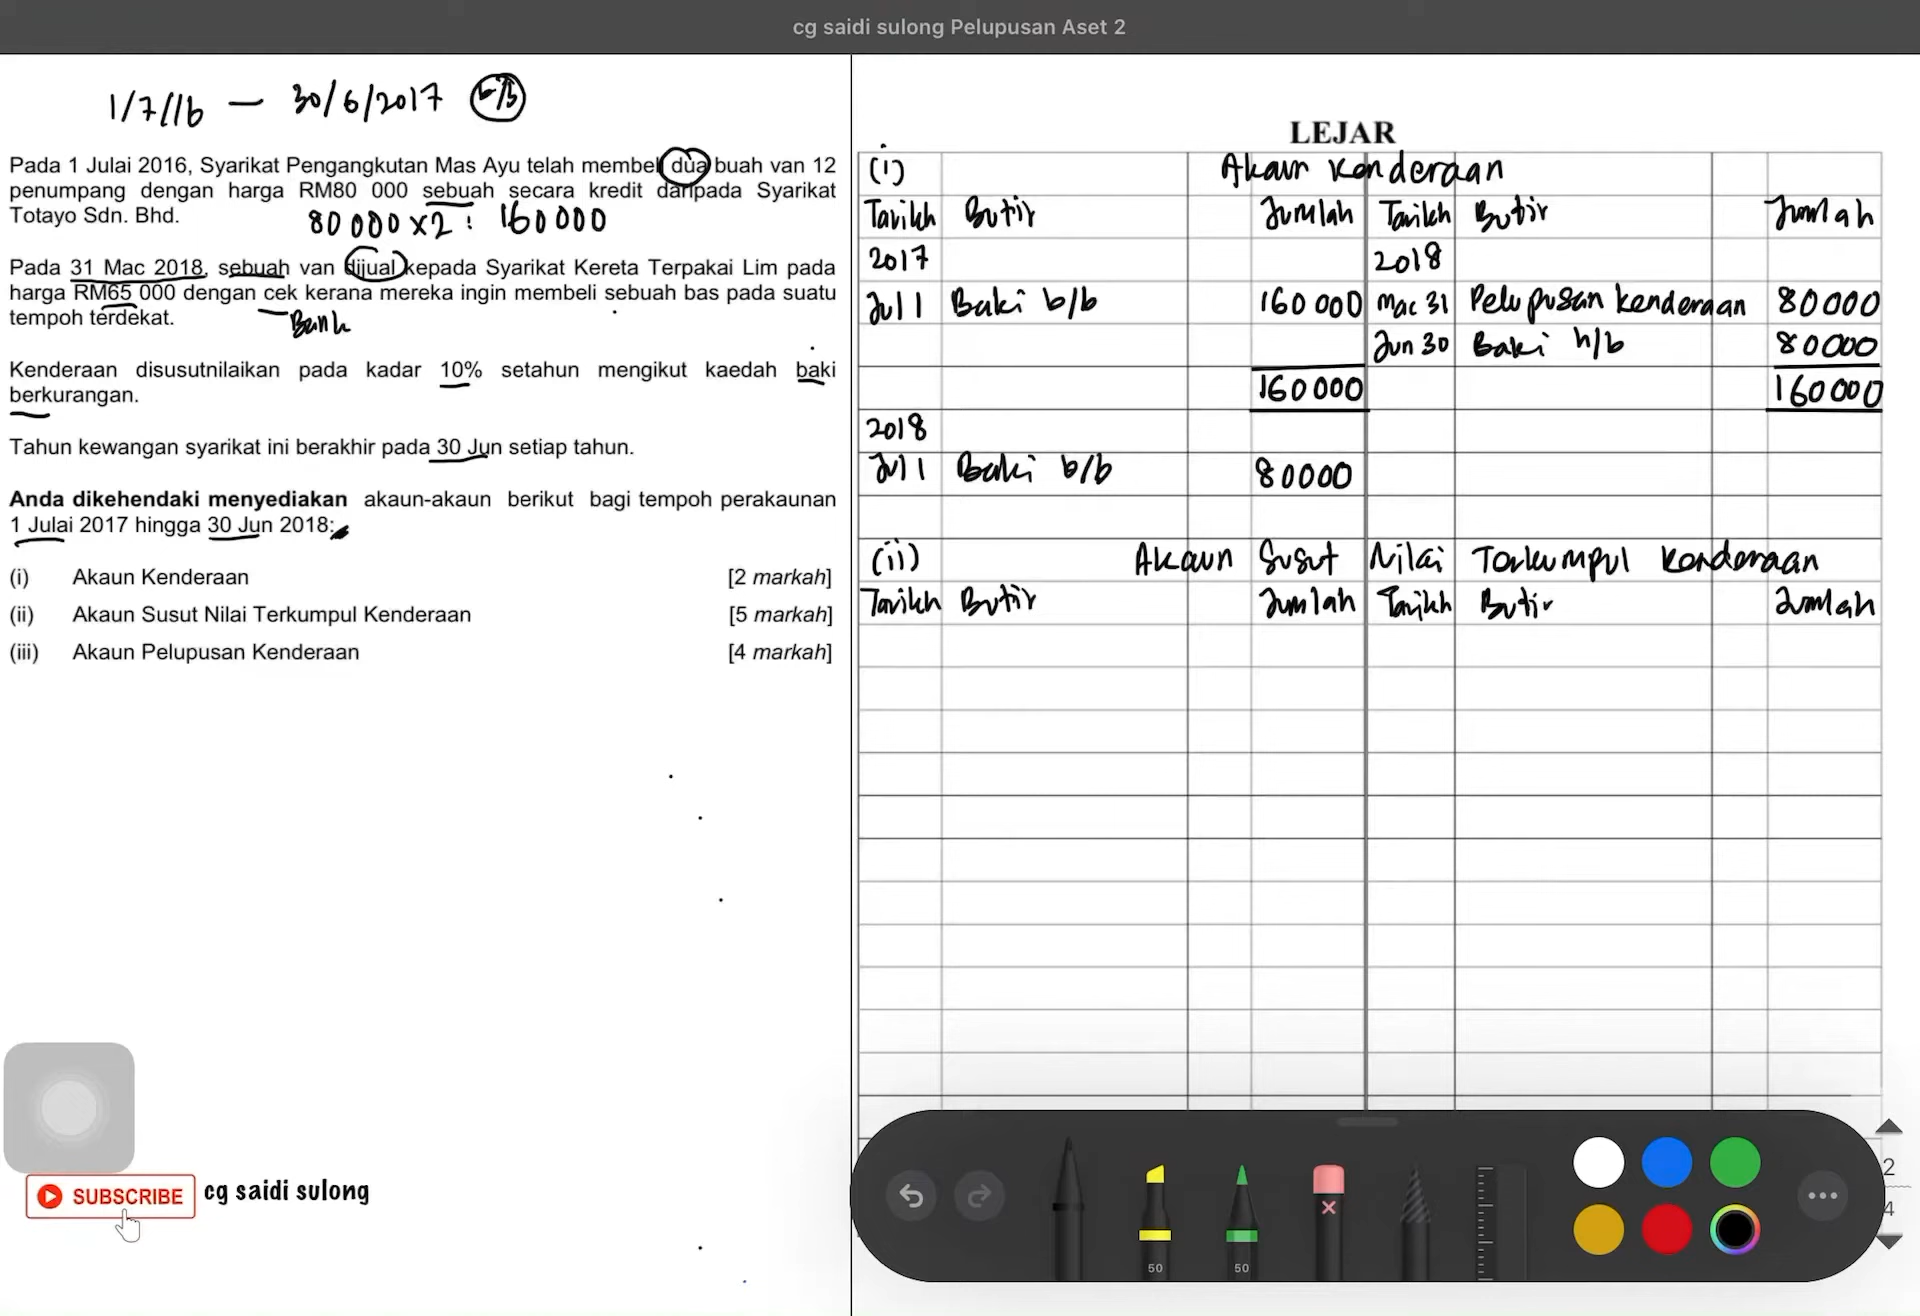 cg saidi sulong Pelupusan Aset 2
1/7/16 — 30/6/2017
Pada 1 Julai 2016, Syarikat Pengangkutan Mas Ayu telah membeli dua buah van 12
penumpang dengan harga RM80 000 sebuah secara kredit daripada Syarikat
Totayo Sdn. Bhd.
80 000 x 2 : 160 000
Pada 31 Mac 2018, sebuah van dijual kepada Syarikat Kereta Terpakai Lim pada
harga RM65 000 dengan cek kerana mereka ingin membeli sebuah bas pada suatu
tempoh terdekat.
Bank
Kenderaan disusutnilaikan pada kadar 10% setahun mengikut kaedah baki
berkurangan.
Tahun kewangan syarikat ini berakhir pada 30 Jun setiap tahun.
Anda dikehendaki menyediakan akaun-akaun berikut bagi tempoh perakaunan
1 Julai 2017 hingga 30 Jun 2018:
(i) Akaun Kenderaan [2 markah]
(ii) Akaun Susut Nilai Terkumpul Kenderaan [5 markah]
(iii) Akaun Pelupusan Kenderaan [4 markah]
SUBSCRIBE cg saidi sulong
LEJAR
(i) Akaun Kenderaan
Tarikh Butir Jumlah Tarikh Butir Jumlah
2017 2018
Jul 1 Baki b/b 160 000 Mac 31 Pelupusan kenderaan 80000
Jun 30 Baki h/b 80000
160000 160000
2018
Jul 1 Baki b/b 80000
(ii) Akaun Susut Nilai Terkumpul Kenderaan
Tarikh Butir Jumlah Tarikh Butir Jumlah
50 50
2
4